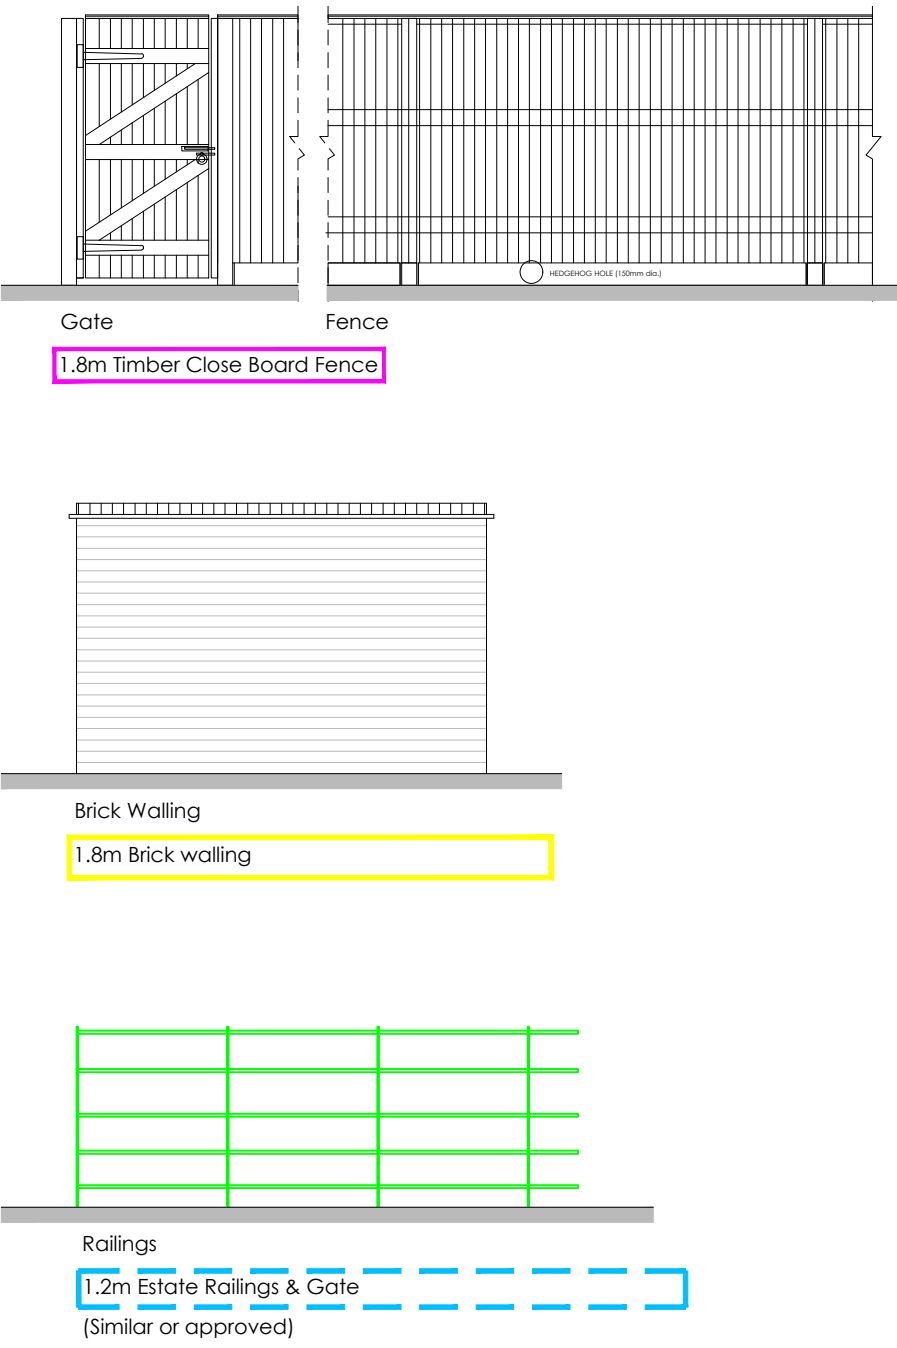 HEDGEHOG HOLE (150mm dia.)
Gate
Fence
1.8m Timber Close Board Fence
Brick Walling
1.8m Brick walling
Railings
1.2m Estate Railings & Gate
(Similar or approved)